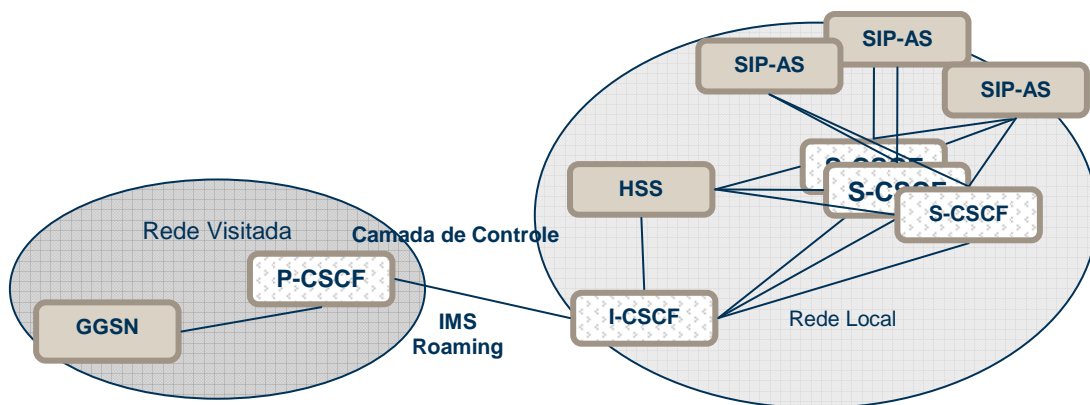 SIP-AS
SIP-AS
SIP-AS
S-CSCF
S-CSCF
S-CSCF
HSS
Rede Visitada
Camada de Controle
P-CSCF
GGSN
IMS
Roaming
I-CSCF
Rede Local